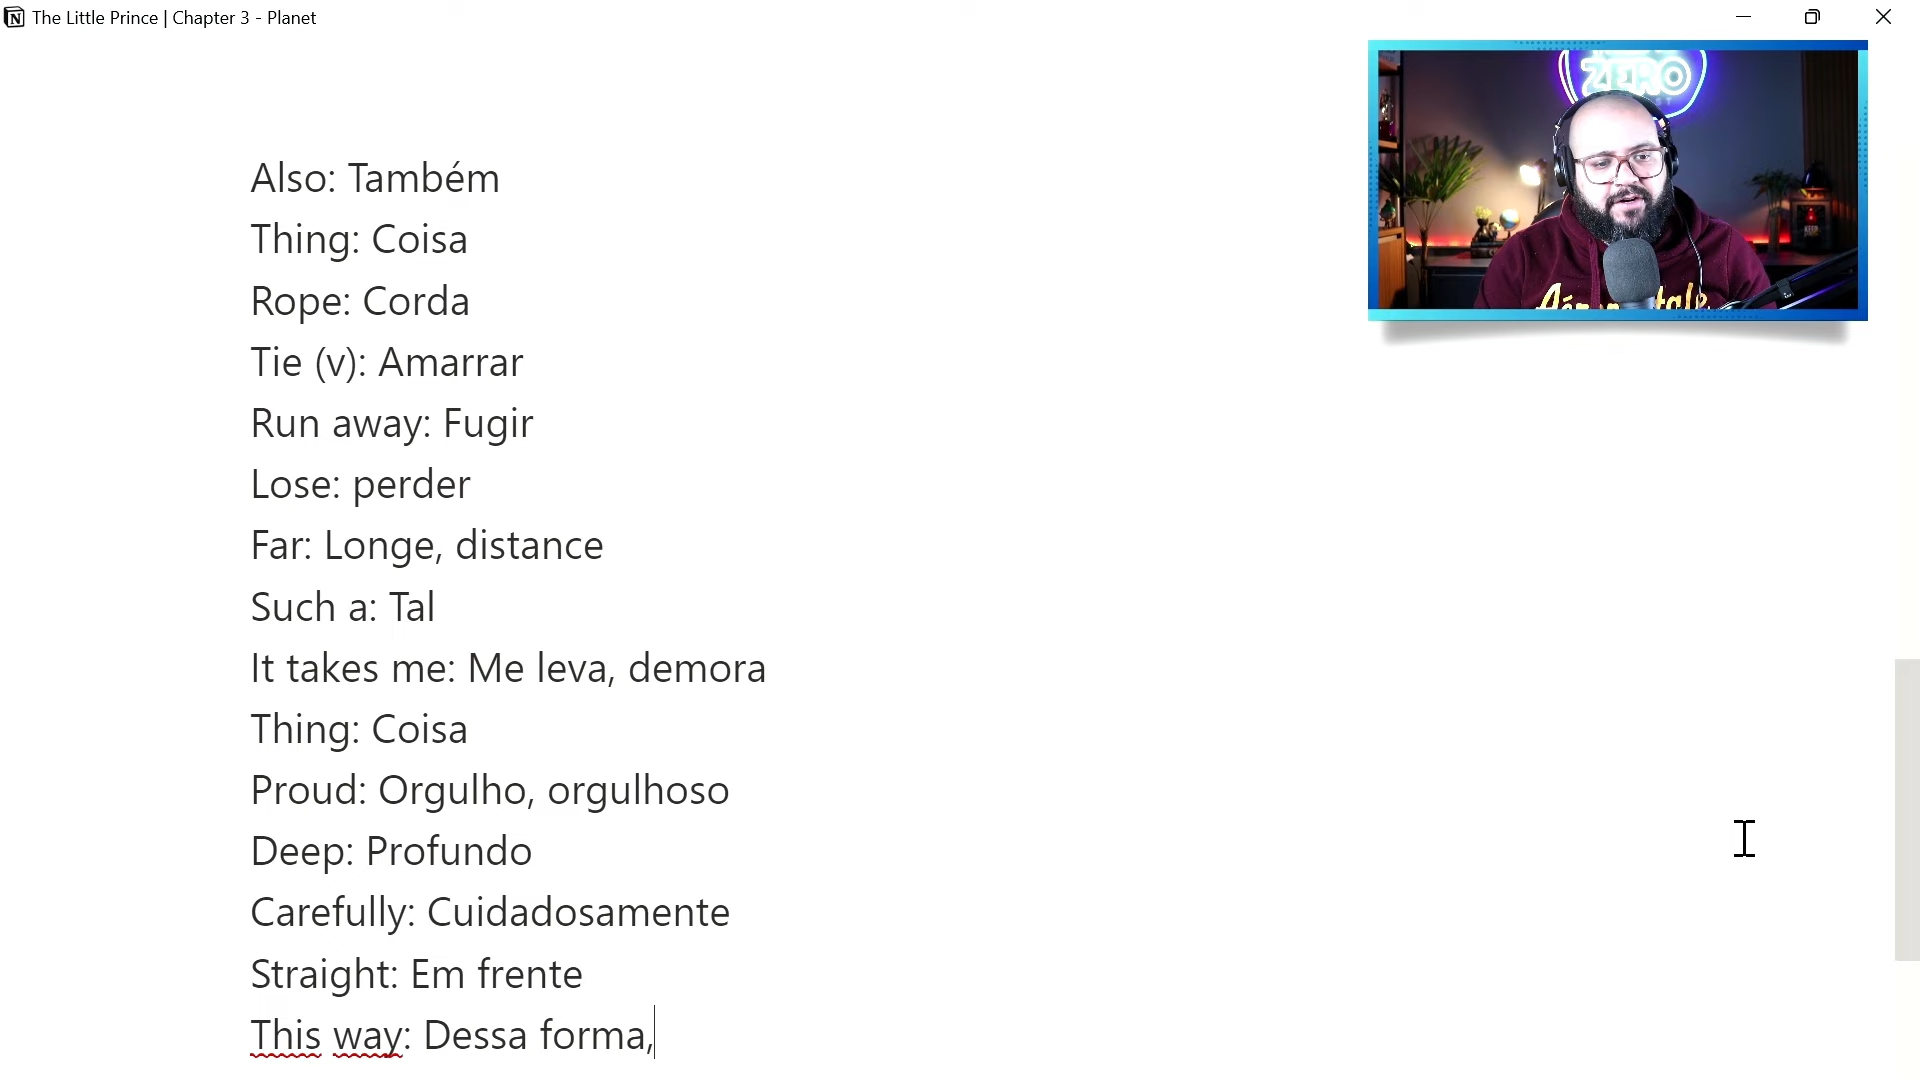 The Little Prince | Chapter 3 - Planet
ZERO
Also: Também
Thing: Coisa
Rope: Corda
Tie (v): Amarrar
Run away: Fugir
Lose: perder
Far: Longe, distance
Such a: Tal
It takes me: Me leva, demora
Thing: Coisa
Proud: Orgulho, orgulhoso
Deep: Profundo
Carefully: Cuidadosamente
Straight: Em frente
This way: Dessa forma,